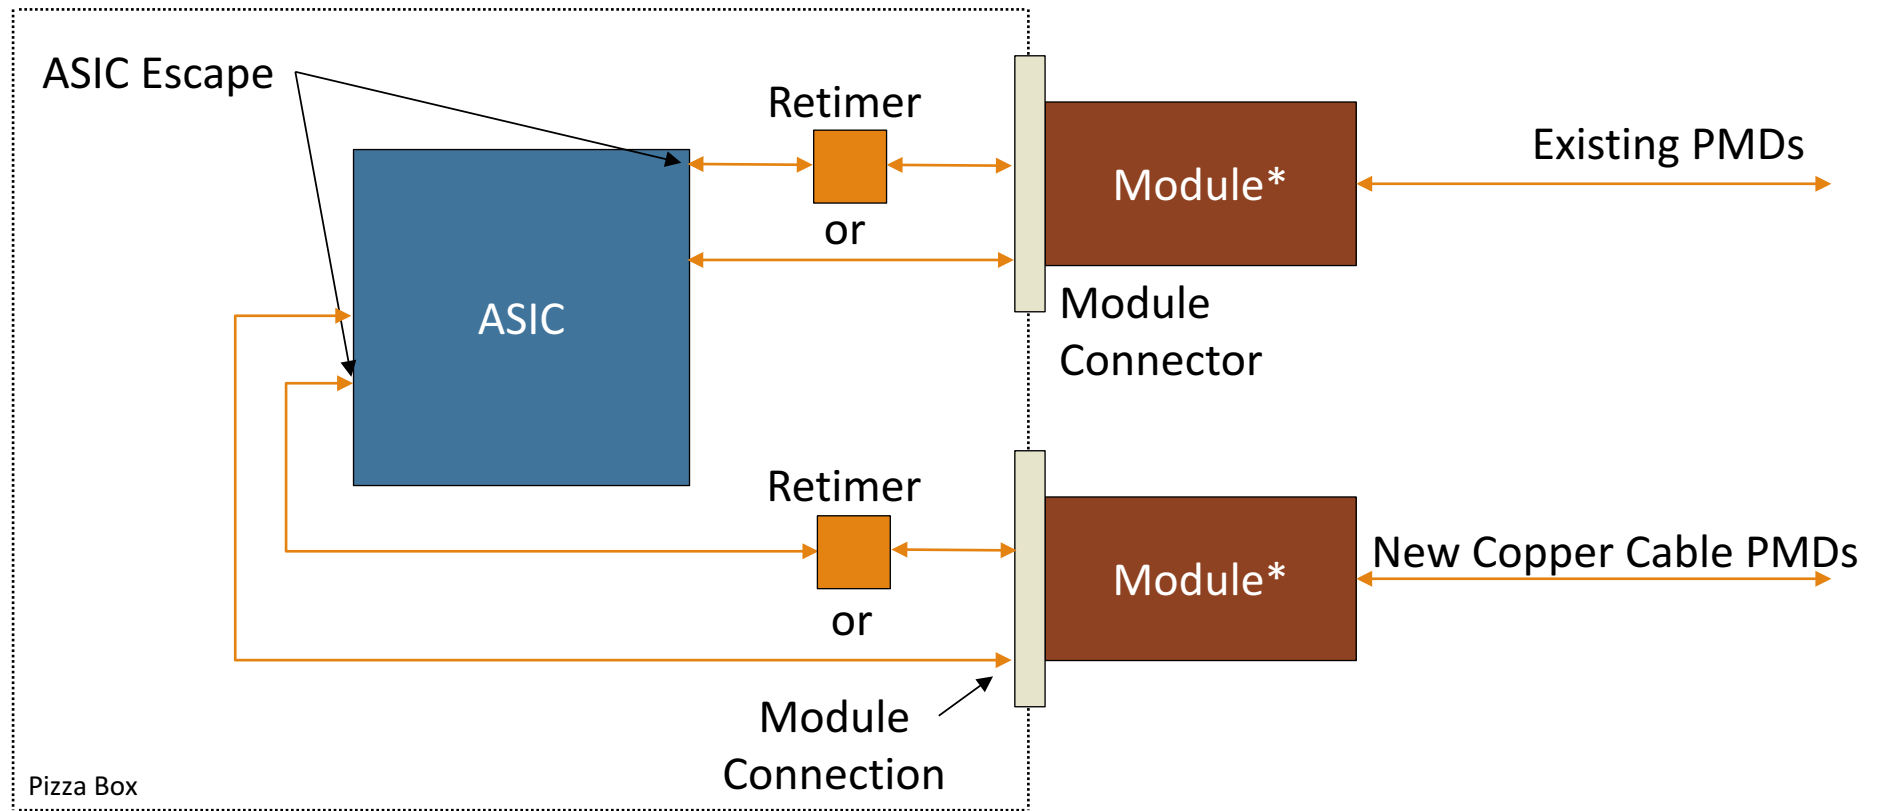 ASIC Escape
Retimer
or
Module*
Existing PMDs
ASIC
Module
Connector
Retimer
or
Module*
New Copper Cable PMDs
Module
Connection
Pizza Box